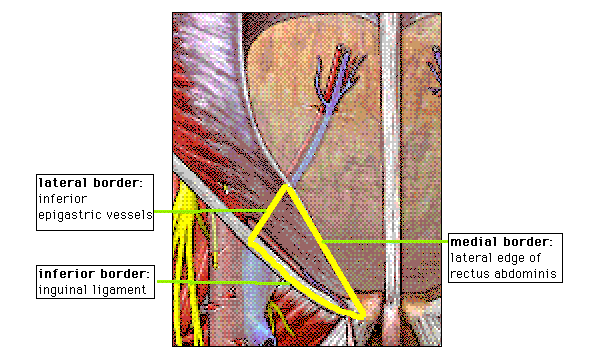 lateral border:
inferior
epigastric vessels
medial border:
lateral edge of
rectus abdominis
inferior border:
inguinal ligament